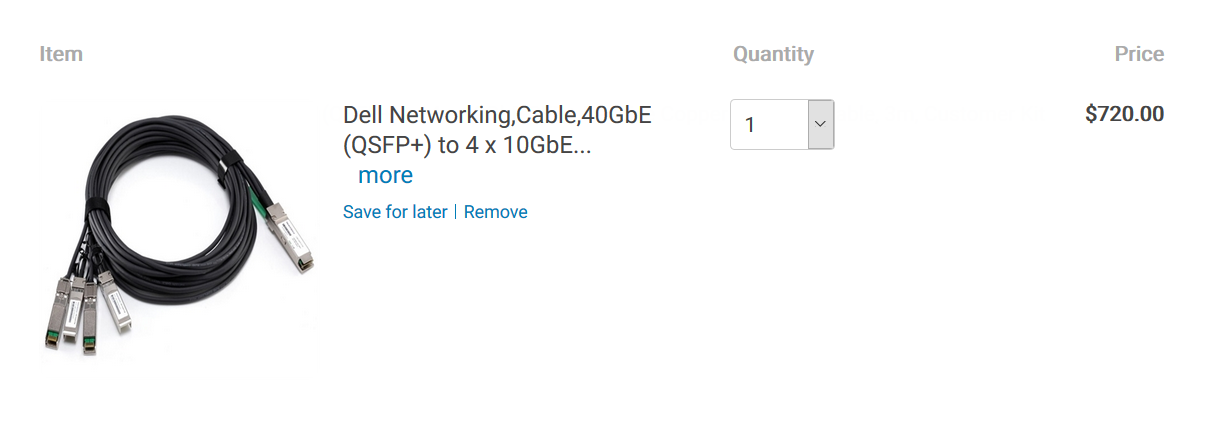 Item
Quantity
Price
Dell Networking,Cable,40GbE
(QSFP+) to 4 x 10GbE...
more
Save for later | Remove
1
$720.00